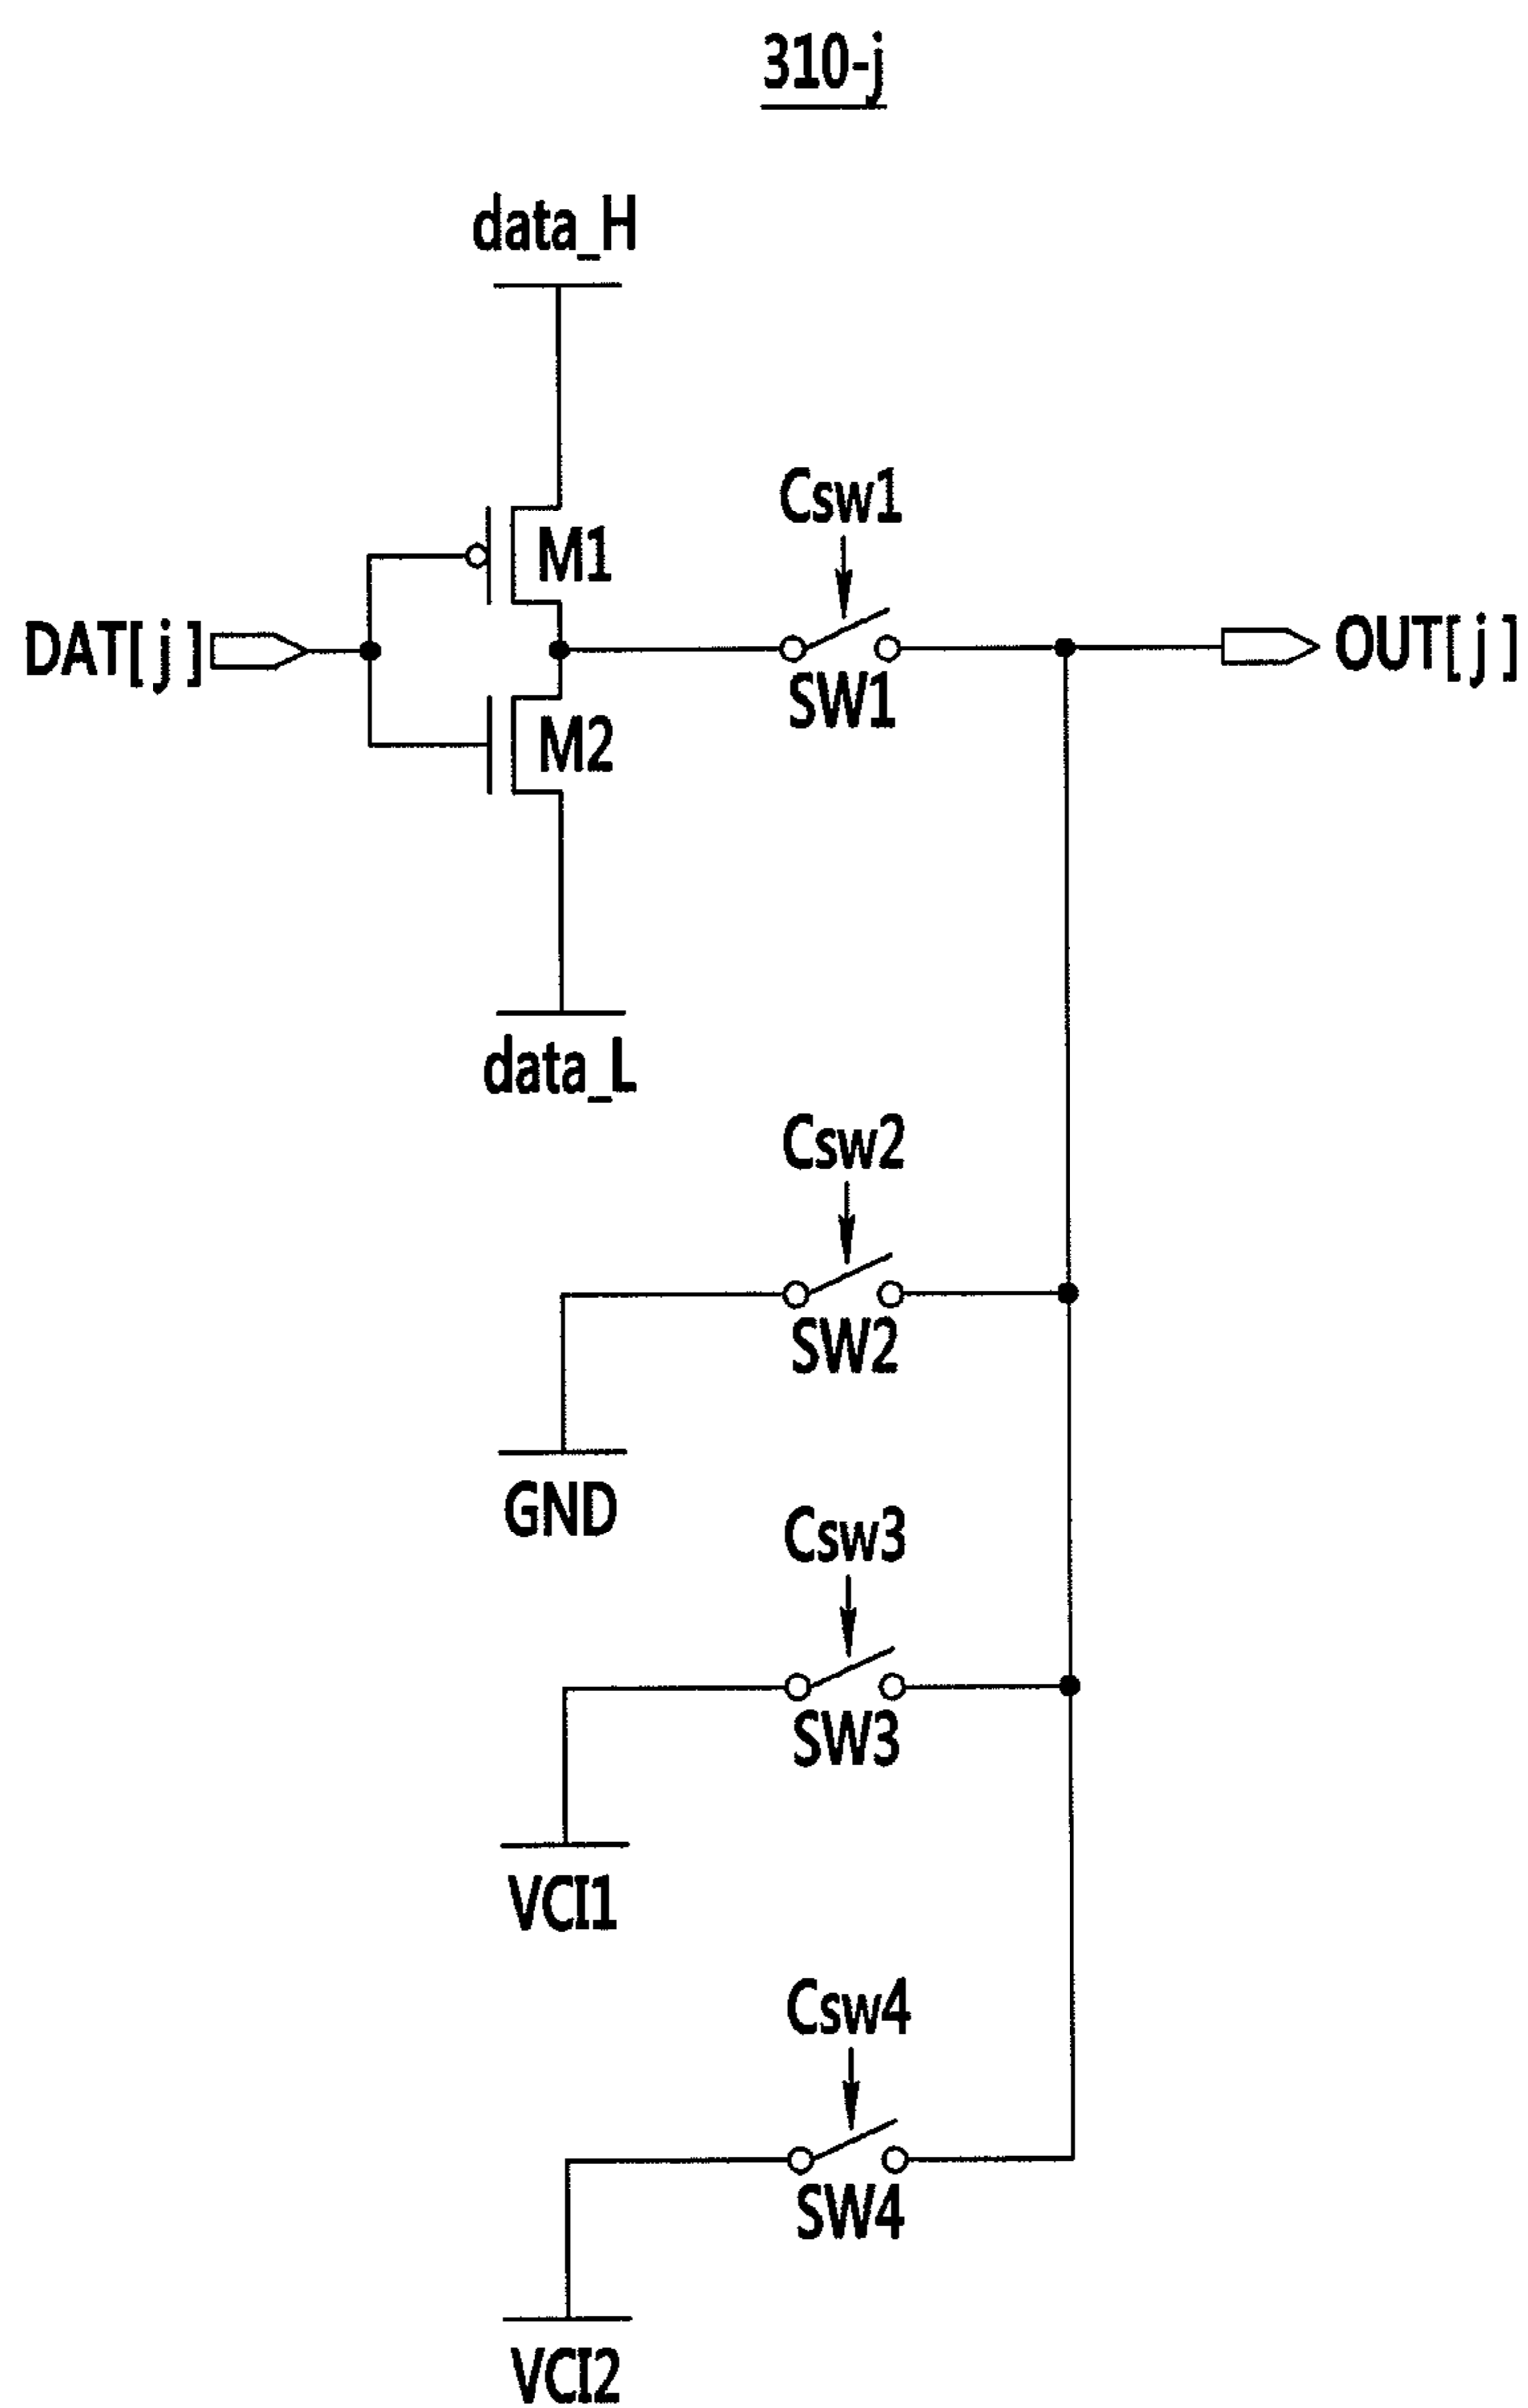 310-j
data_H
Csw1
M1
DAT[j]
OUT[j]
SW1
M2
data_L
Csw2
SW2
GND
Csw3
SW3
VCI1
Csw4
SW4
VCI2